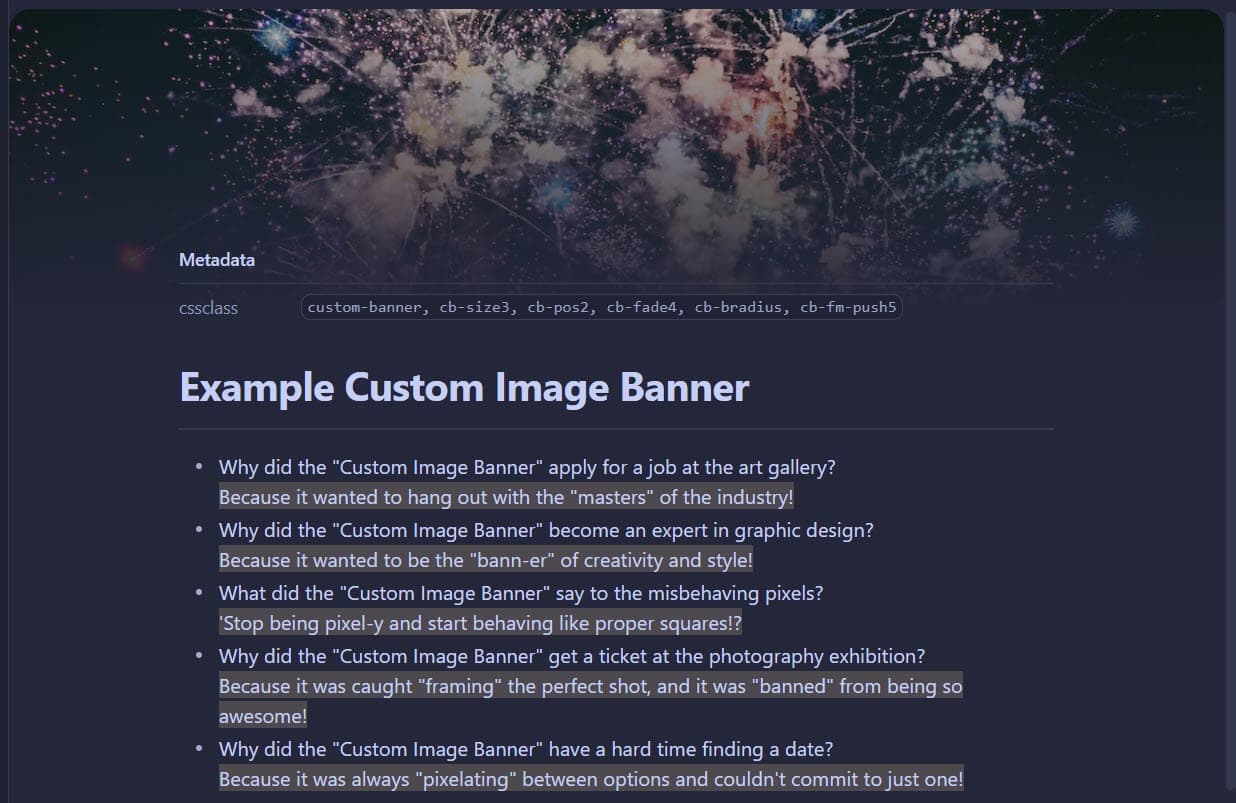 Metadata
cssclass custom-banner, cb-size3, cb-pos2, cb-fade4, cb-bradius, cb-fm-push5
Example Custom Image Banner
• Why did the "Custom Image Banner" apply for a job at the art gallery?
Because it wanted to hang out with the "masters" of the industry!
• Why did the "Custom Image Banner" become an expert in graphic design?
Because it wanted to be the "bann-er" of creativity and style!
• What did the "Custom Image Banner" say to the misbehaving pixels?
'Stop being pixel-y and start behaving like proper squares!?
• Why did the "Custom Image Banner" get a ticket at the photography exhibition?
Because it was caught "framing" the perfect shot, and it was "banned" from being so
awesome!
• Why did the "Custom Image Banner" have a hard time finding a date?
Because it was always "pixelating" between options and couldn't commit to just one!